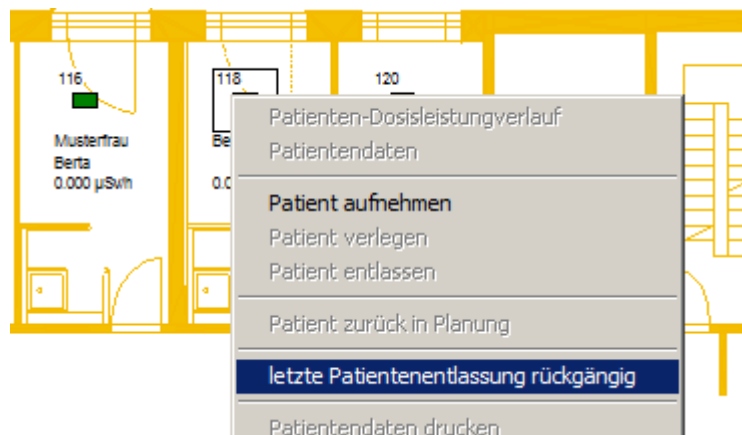 116
118
120
Musterfrau
Berta
0.000 µSv/h
Be
0.0
Patienten-Dosisleistungverlauf
Patientendaten
Patient aufnehmen
Patient verlegen
Patient entlassen
Patient zurück in Planung
letzte Patientenentlassung rückgängig
Patientendaten drucken